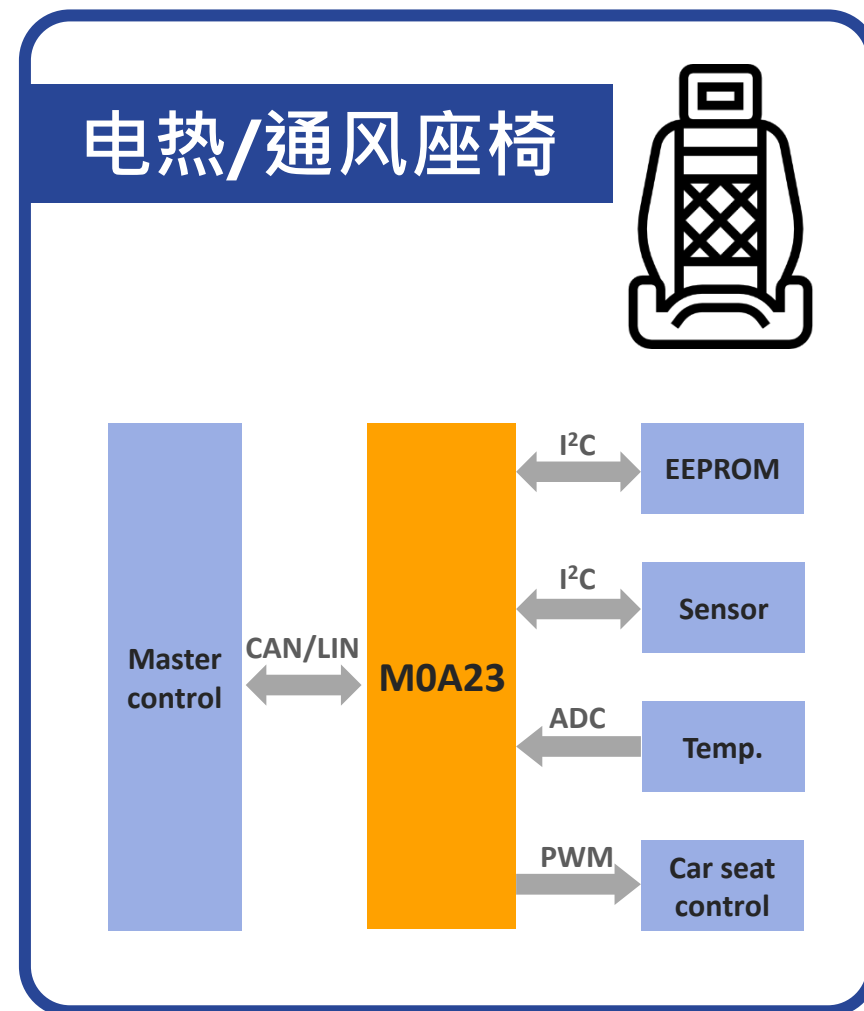 电热/通风座椅
I²C
EEPROM
I²C
Sensor
Master
control
CAN/LIN
M0A23
ADC
Temp.
PWM
Car seat
control